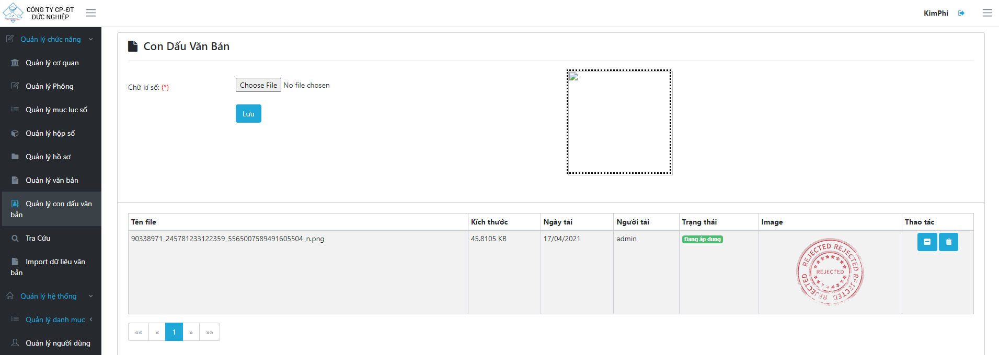 CÔNG TY CP-ĐT
ĐỨC NGHIỆP
KimPhi
Quản lý chức năng
Quản lý cơ quan
Quản lý Phông
Quản lý mục lục số
Quản lý hộp số
Quản lý hồ sơ
Quản lý văn bản
Quản lý con dấu văn
bản
Tra Cứu
Import dữ liệu văn
bản
Quản lý hệ thống
Quản lý danh mục
Quản lý người dùng
Con Dấu Văn Bản
Chữ kí số: (*)
Choose File No file chosen
Lưu
Tên file Kích thước Ngày tải Người tải Trạng thái Image Thao tác
90338971_245781233122359_5565007589491605504_n.png 45.8105 KB 17/04/2021 admin Đang áp dụng
REJECTED REJECTED REJECTED REJECTED REJECTED
REJECTED
«« « 1 » »»